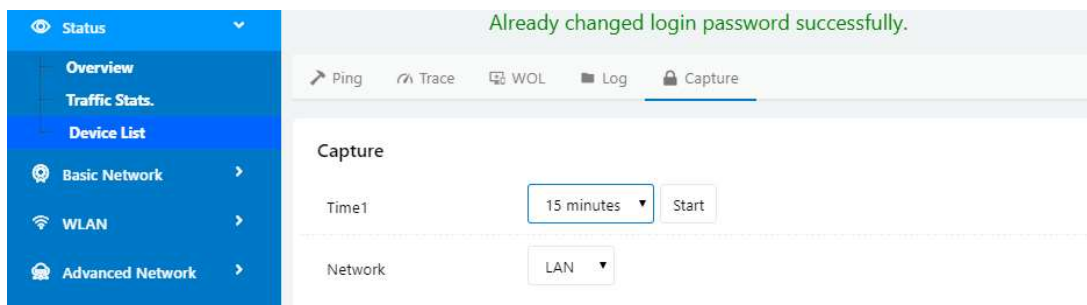 Status
Overview
Traffic Stats.
Device List
Basic Network
WLAN
Advanced Network
Already changed login password successfully.
Ping Trace WOL Log Capture
Capture
Time1 15 minutes Start
Network LAN